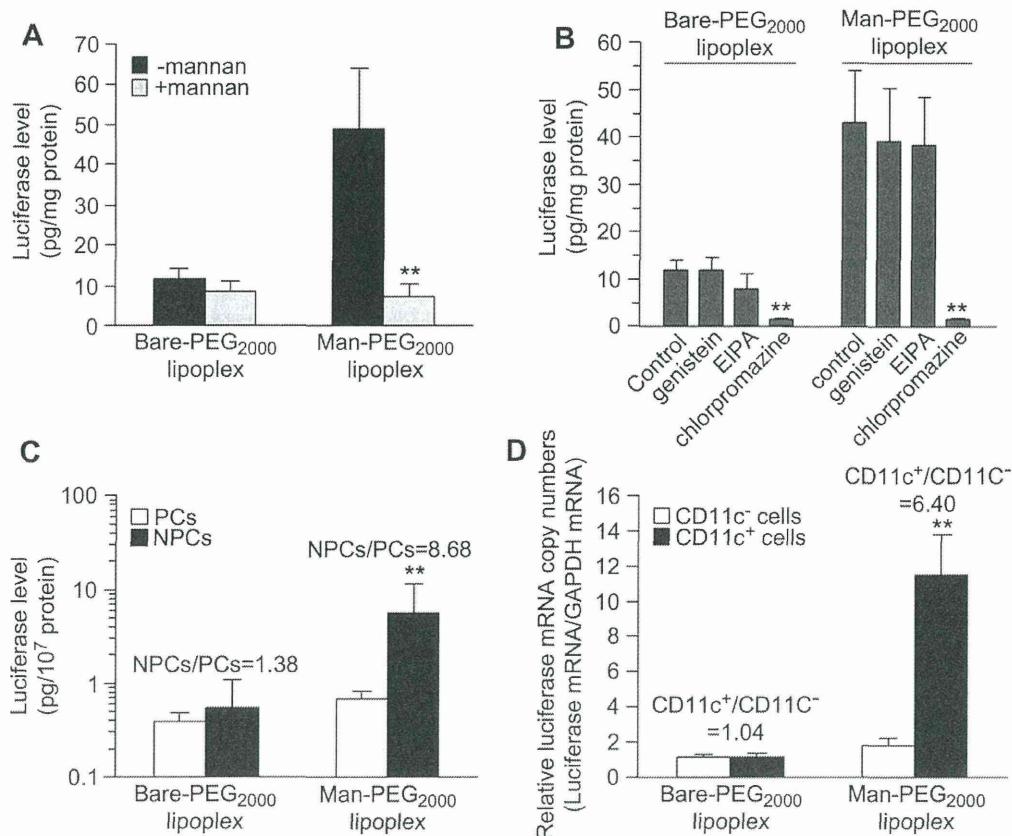 A
Luciferase level
(pg/mg protein)
70
60
50
40
30
20
10
0
-mannan
+mannan
**
Bare-PEG2000
lipoplex
Man-PEG2000
lipoplex
B
Bare-PEG2000
lipoplex
Man-PEG2000
lipoplex
Luciferase level
(pg/mg protein)
60
50
40
30
20
10
0
**
**
Control
genistein
EIPA
chlorpromazine
control
genistein
EIPA
chlorpromazine
C
Luciferase level
(pg/10^7 protein)
100
10
1
0.1
PCs
NPCs
NPCs/PCs=1.38
NPCs/PCs=8.68
**
Bare-PEG2000
lipoplex
Man-PEG2000
lipoplex
D
Relative luciferase mRNA copy numbers
(Luciferase mRNA/GAPDH mRNA)
16
14
12
10
8
6
4
2
0
CD11c- cells
CD11c+ cells
CD11c+/CD11C-
=1.04
CD11c+/CD11C-
=6.40
**
Bare-PEG2000
lipoplex
Man-PEG2000
lipoplex